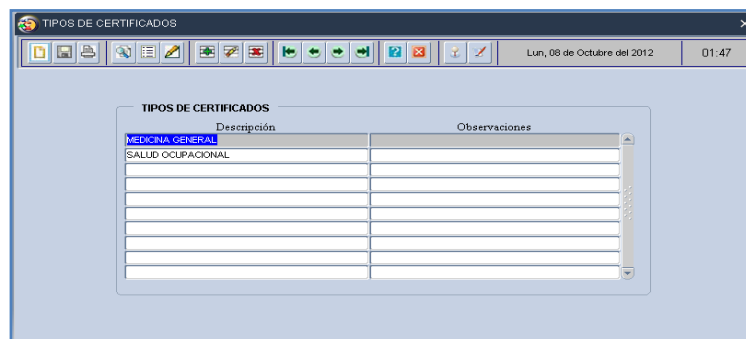 TIPOS DE CERTIFICADOS
Lun, 08 de Octubre del 2012 01:47
TIPOS DE CERTIFICADOS
Descripción Observaciones
MEDICINA GENERAL
SALUD OCUPACIONAL